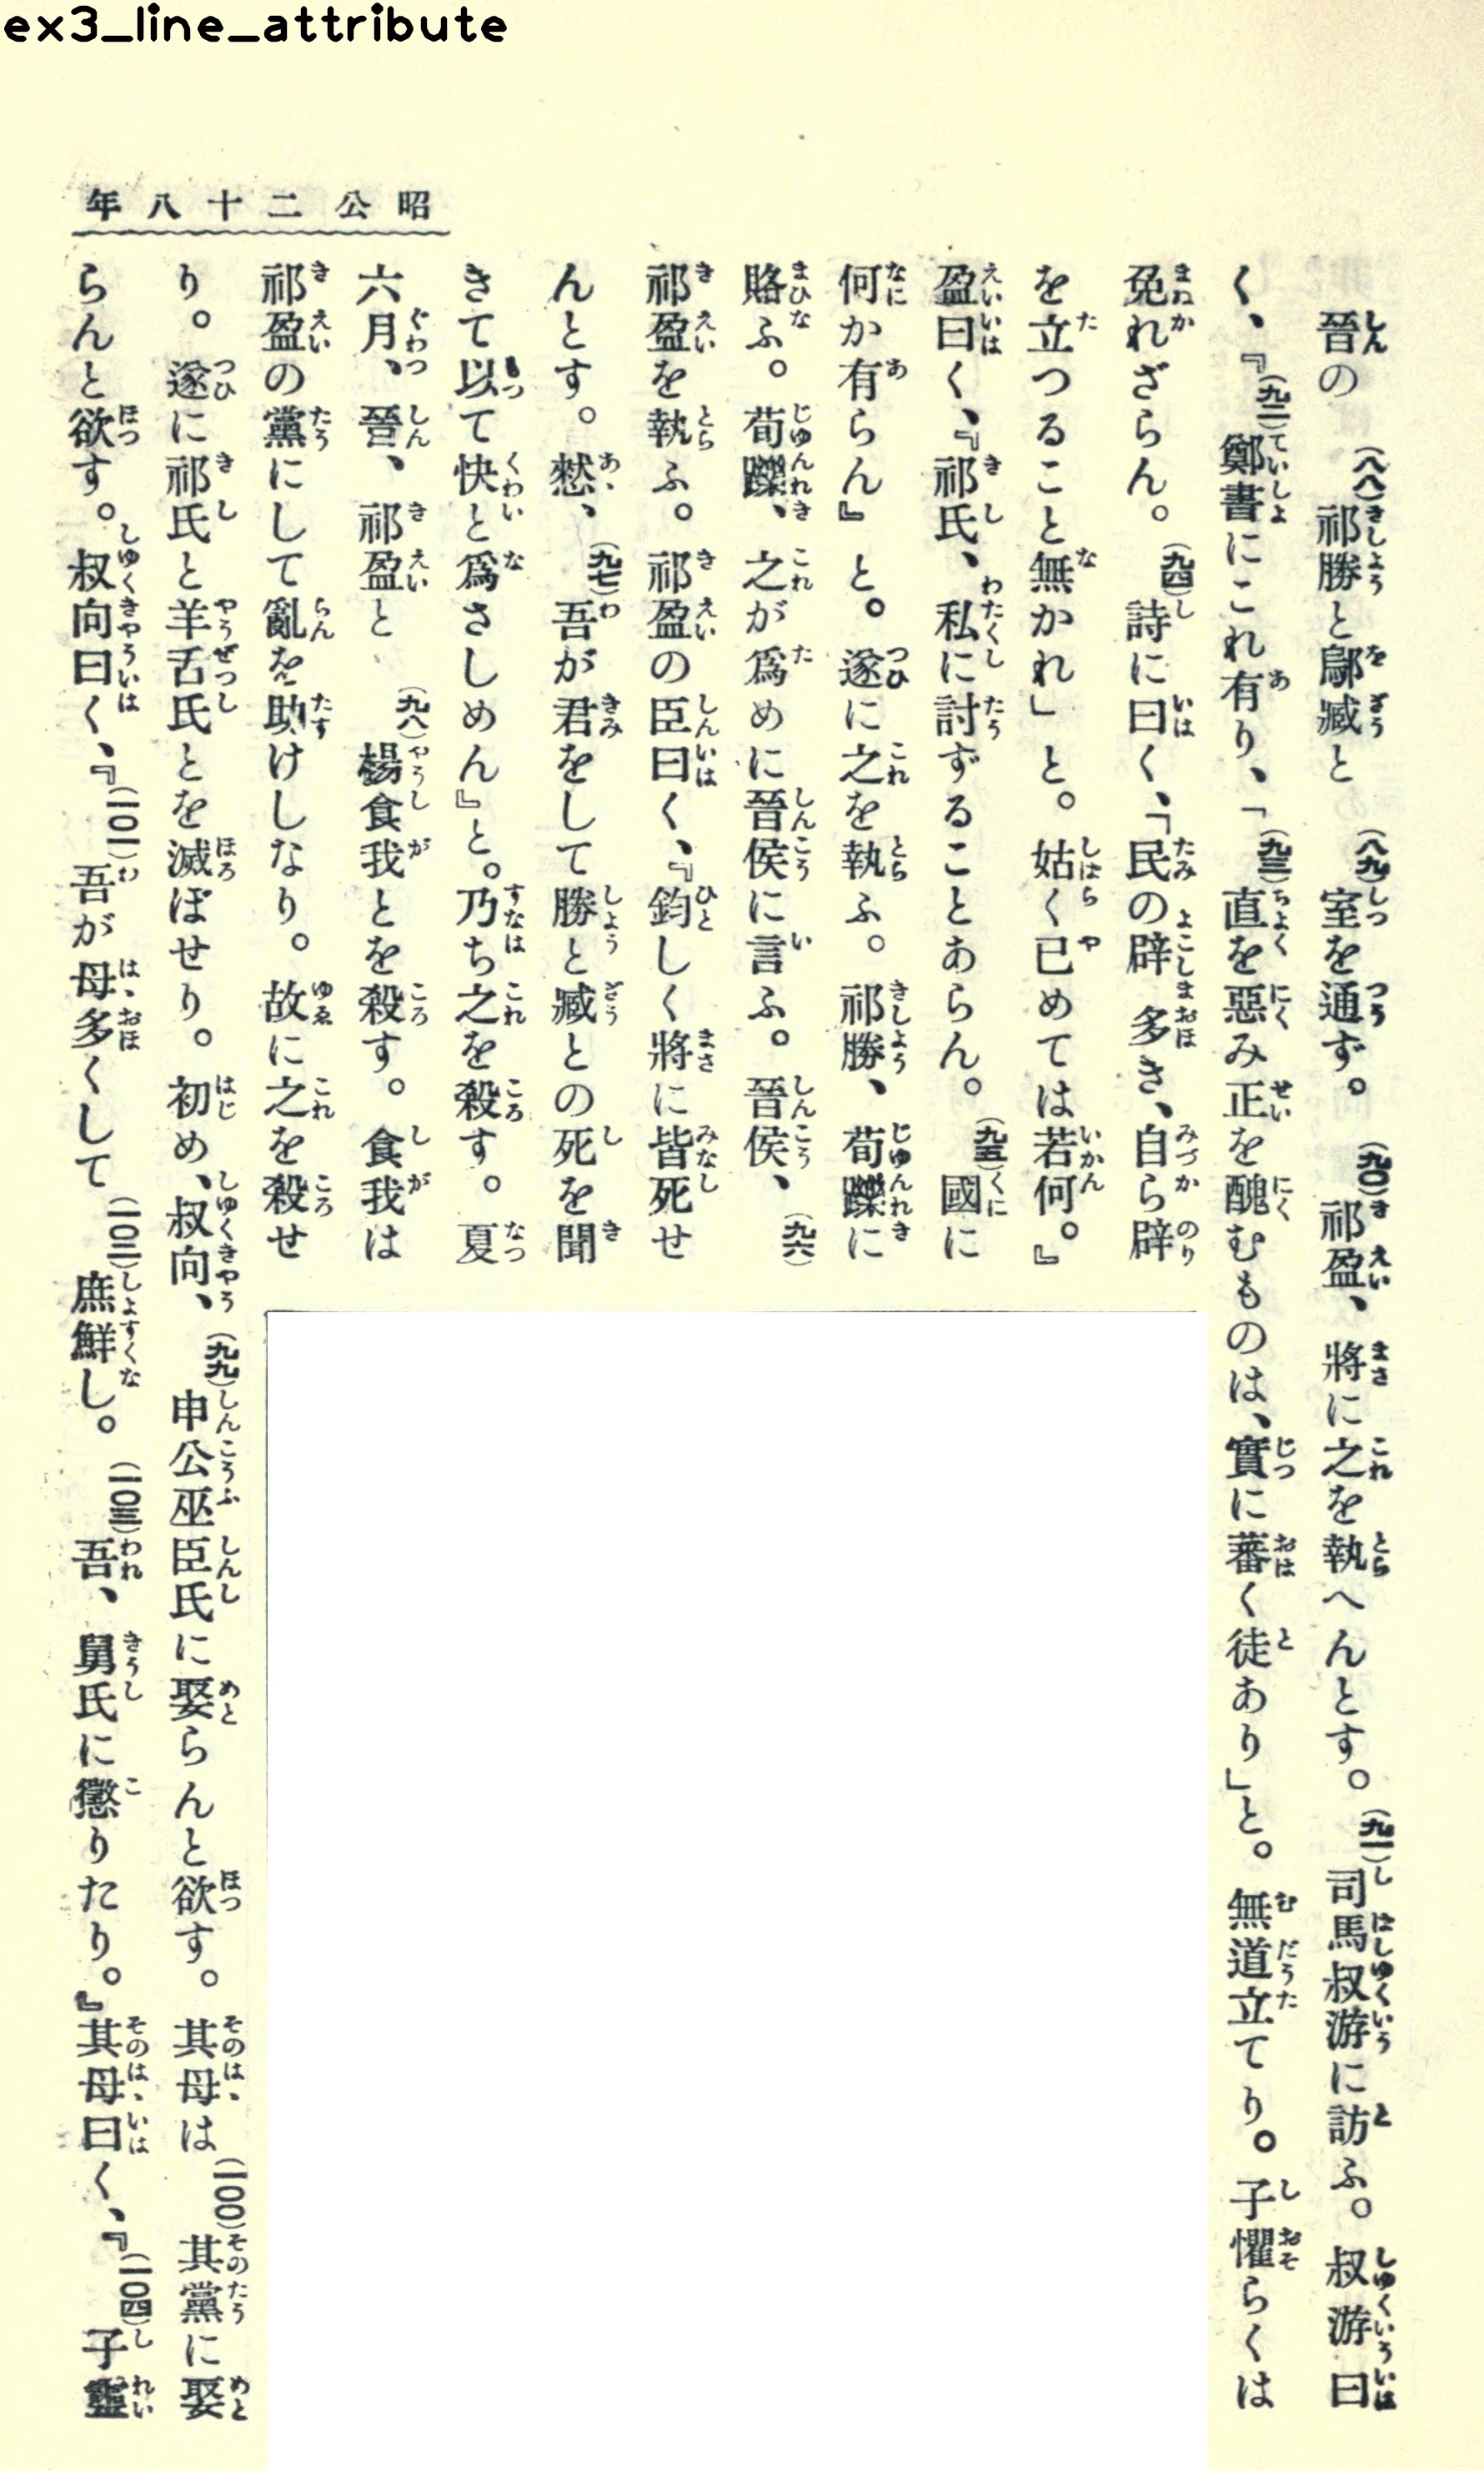 ex3_line_attribute
昭公二十八年
晉の(八八)祁勝と鄔臧と(八九)室を通ず。(九〇)祁盈、將に之を執へんとす。(九一)司馬叔游に訪ふ。叔游曰
く、『(九二)鄭書にこれ有り、「(九三)直を惡み正を醜むものは、實に蕃く徒あり」と。無道立てり。子懼らくは
免れざらん。(九四)詩に曰く、「民の辟多き、自ら辟
を立つること無かれ」と。姑く已めては若何。』
盈曰く、『祁氏、私に討ずることあらん。(九五)國に
何か有らん』と。遂に之を執ふ。祁勝、荀躒に
賂ふ。荀躒、之が爲めに晉侯に言ふ。晉侯、(九六)
祁盈を執ふ。祁盈の臣曰く、『鈞しく將に皆死せ
んとす。憖、(九七)吾が君をして勝と臧との死を聞
きて以て快と爲さしめん』と。乃ち之を殺す。夏
六月、晉、祁盈と(九八)楊食我とを殺す。食我は
祁盈の黨にして亂を助けしなり。故に之を殺せ
り。遂に祁氏と羊舌氏とを滅ぼせり。初め、叔向、(九九)申公巫臣氏に娶らんと欲す。其母は(一〇〇)其黨に娶
らんと欲す。叔向曰く、『(一〇一)吾が母多くして(一〇二)庶鮮し。(一〇三)吾、舅氏に懲りたり。』其母曰く、『(一〇四)子靈